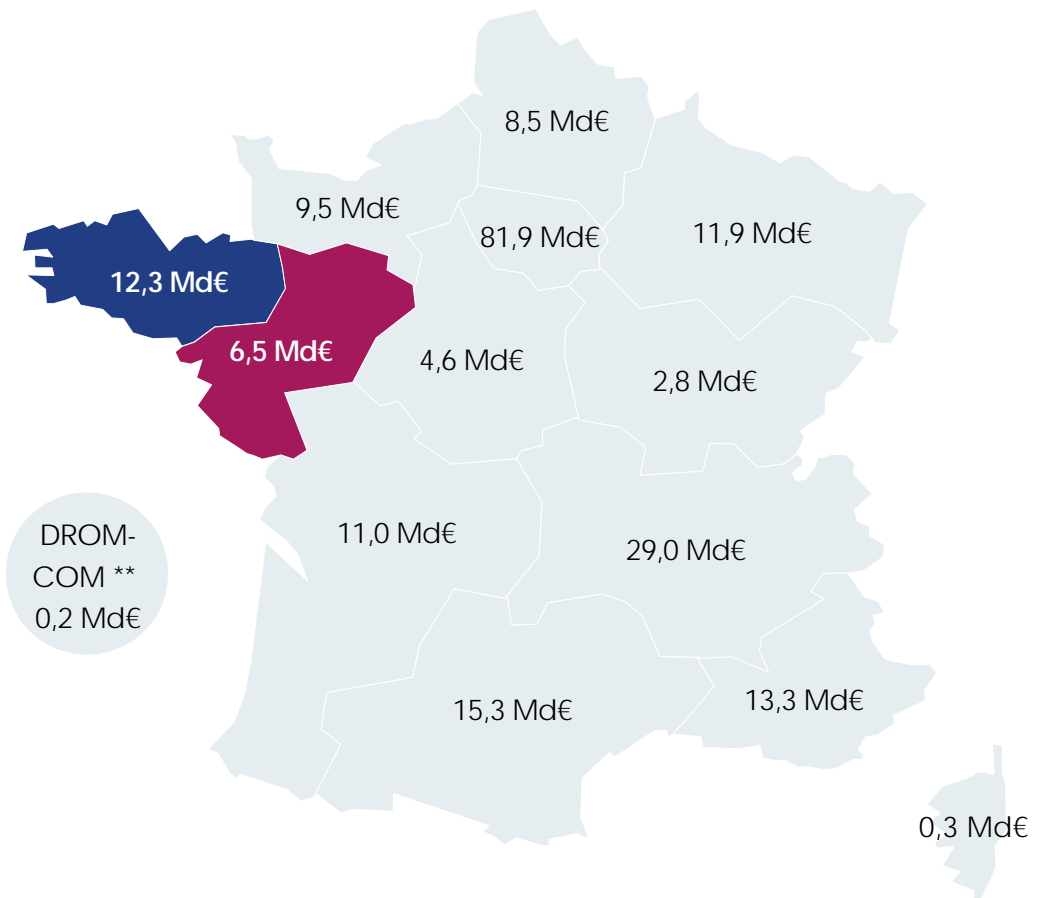 8,5 Md€
9,5 Md€
81,9 Md€
11,9 Md€
12,3 Md€
6,5 Md€
4,6 Md€
2,8 Md€
DROM-
COM **
0,2 Md€
11,0 Md€
29,0 Md€
15,3 Md€
13,3 Md€
0,3 Md€